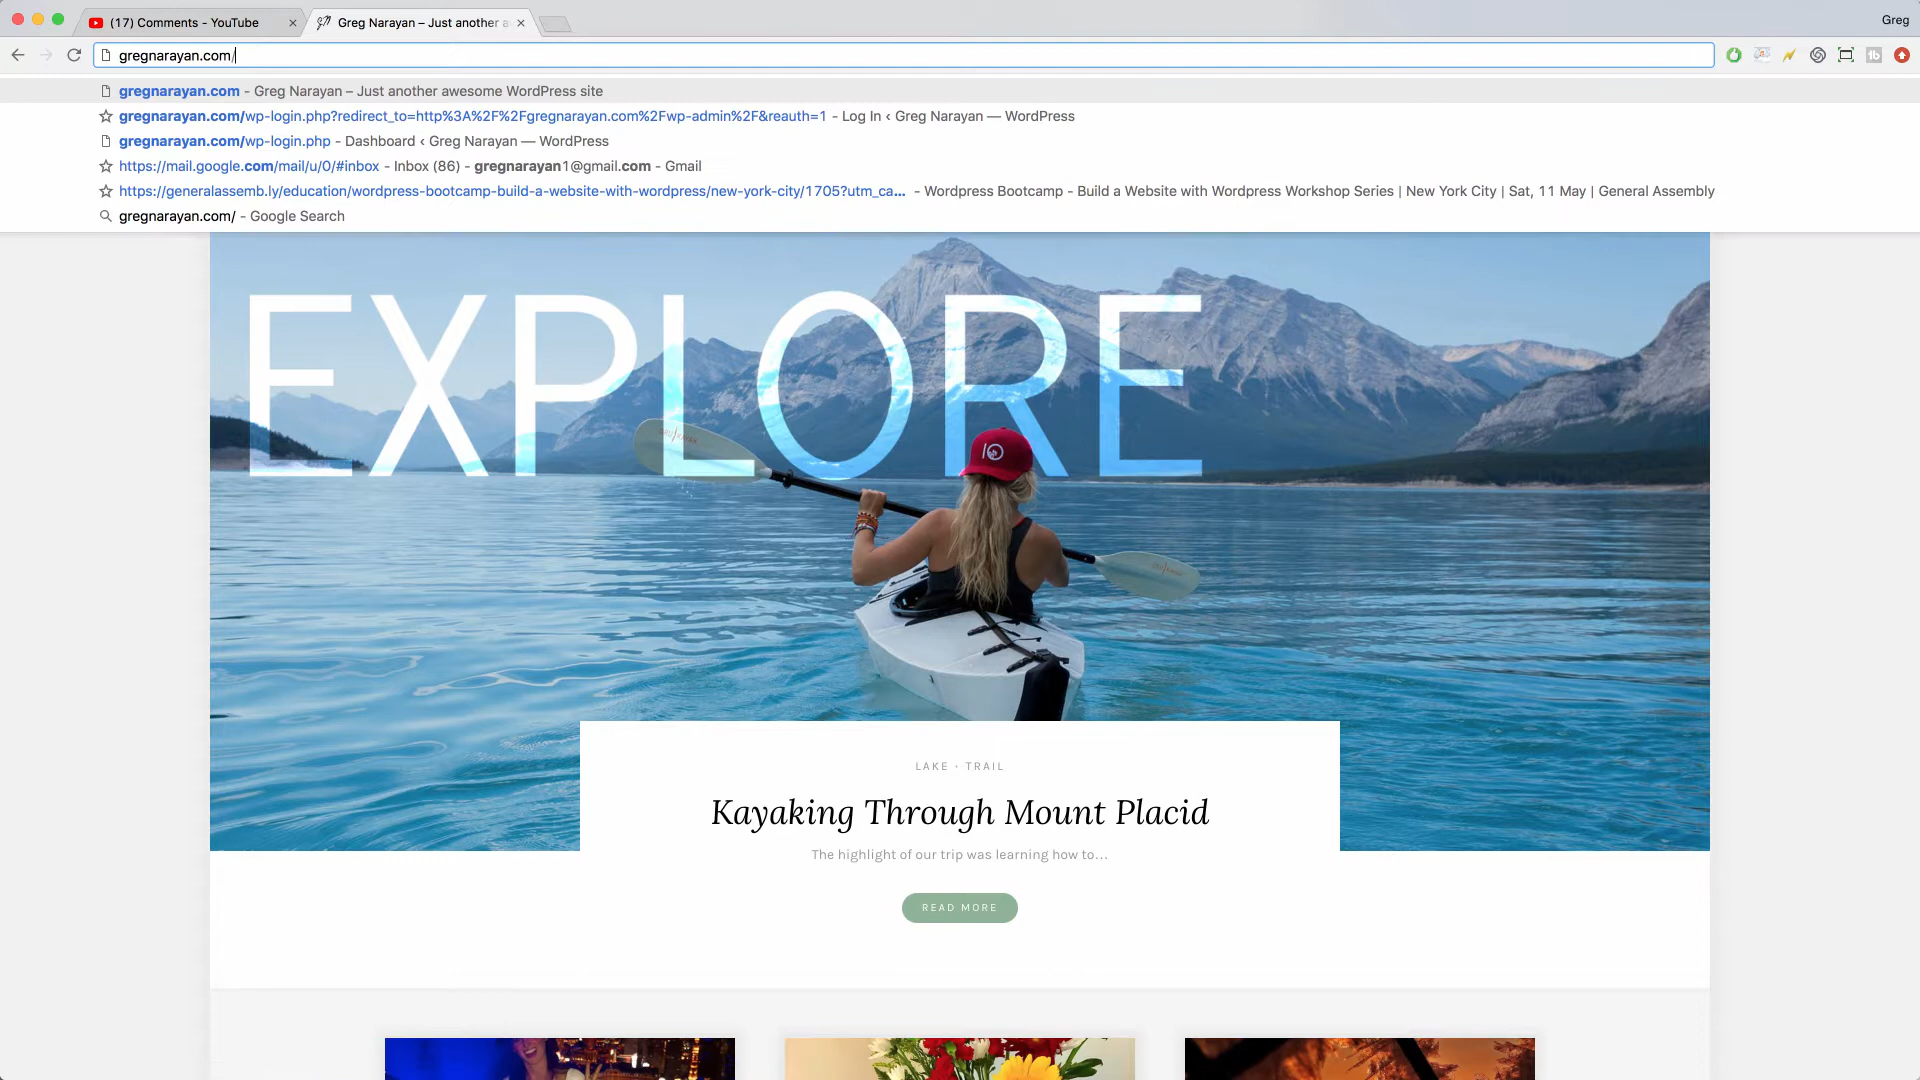 (17) Comments - YouTube
Greg Narayan – Just another a
Greg
gregnarayan.com/
gregnarayan.com - Greg Narayan – Just another awesome WordPress site
gregnarayan.com/wp-login.php?redirect_to=http%3A%2F%2Fgregnarayan.com%2Fwp-admin%2F&reauth=1 - Log In ‹ Greg Narayan — WordPress
gregnarayan.com/wp-login.php - Dashboard ‹ Greg Narayan — WordPress
https://mail.google.com/mail/u/0/#inbox - Inbox (86) - gregnarayan1@gmail.com - Gmail
https://generalassemb.ly/education/wordpress-bootcamp-build-a-website-with-wordpress/new-york-city/1705?utm_ca... - Wordpress Bootcamp - Build a Website with Wordpress Workshop Series | New York City | Sat, 11 May | General Assembly
gregnarayan.com/ - Google Search
EXPLORE
LAKE · TRAIL
Kayaking Through Mount Placid
The highlight of our trip was learning how to...
READ MORE